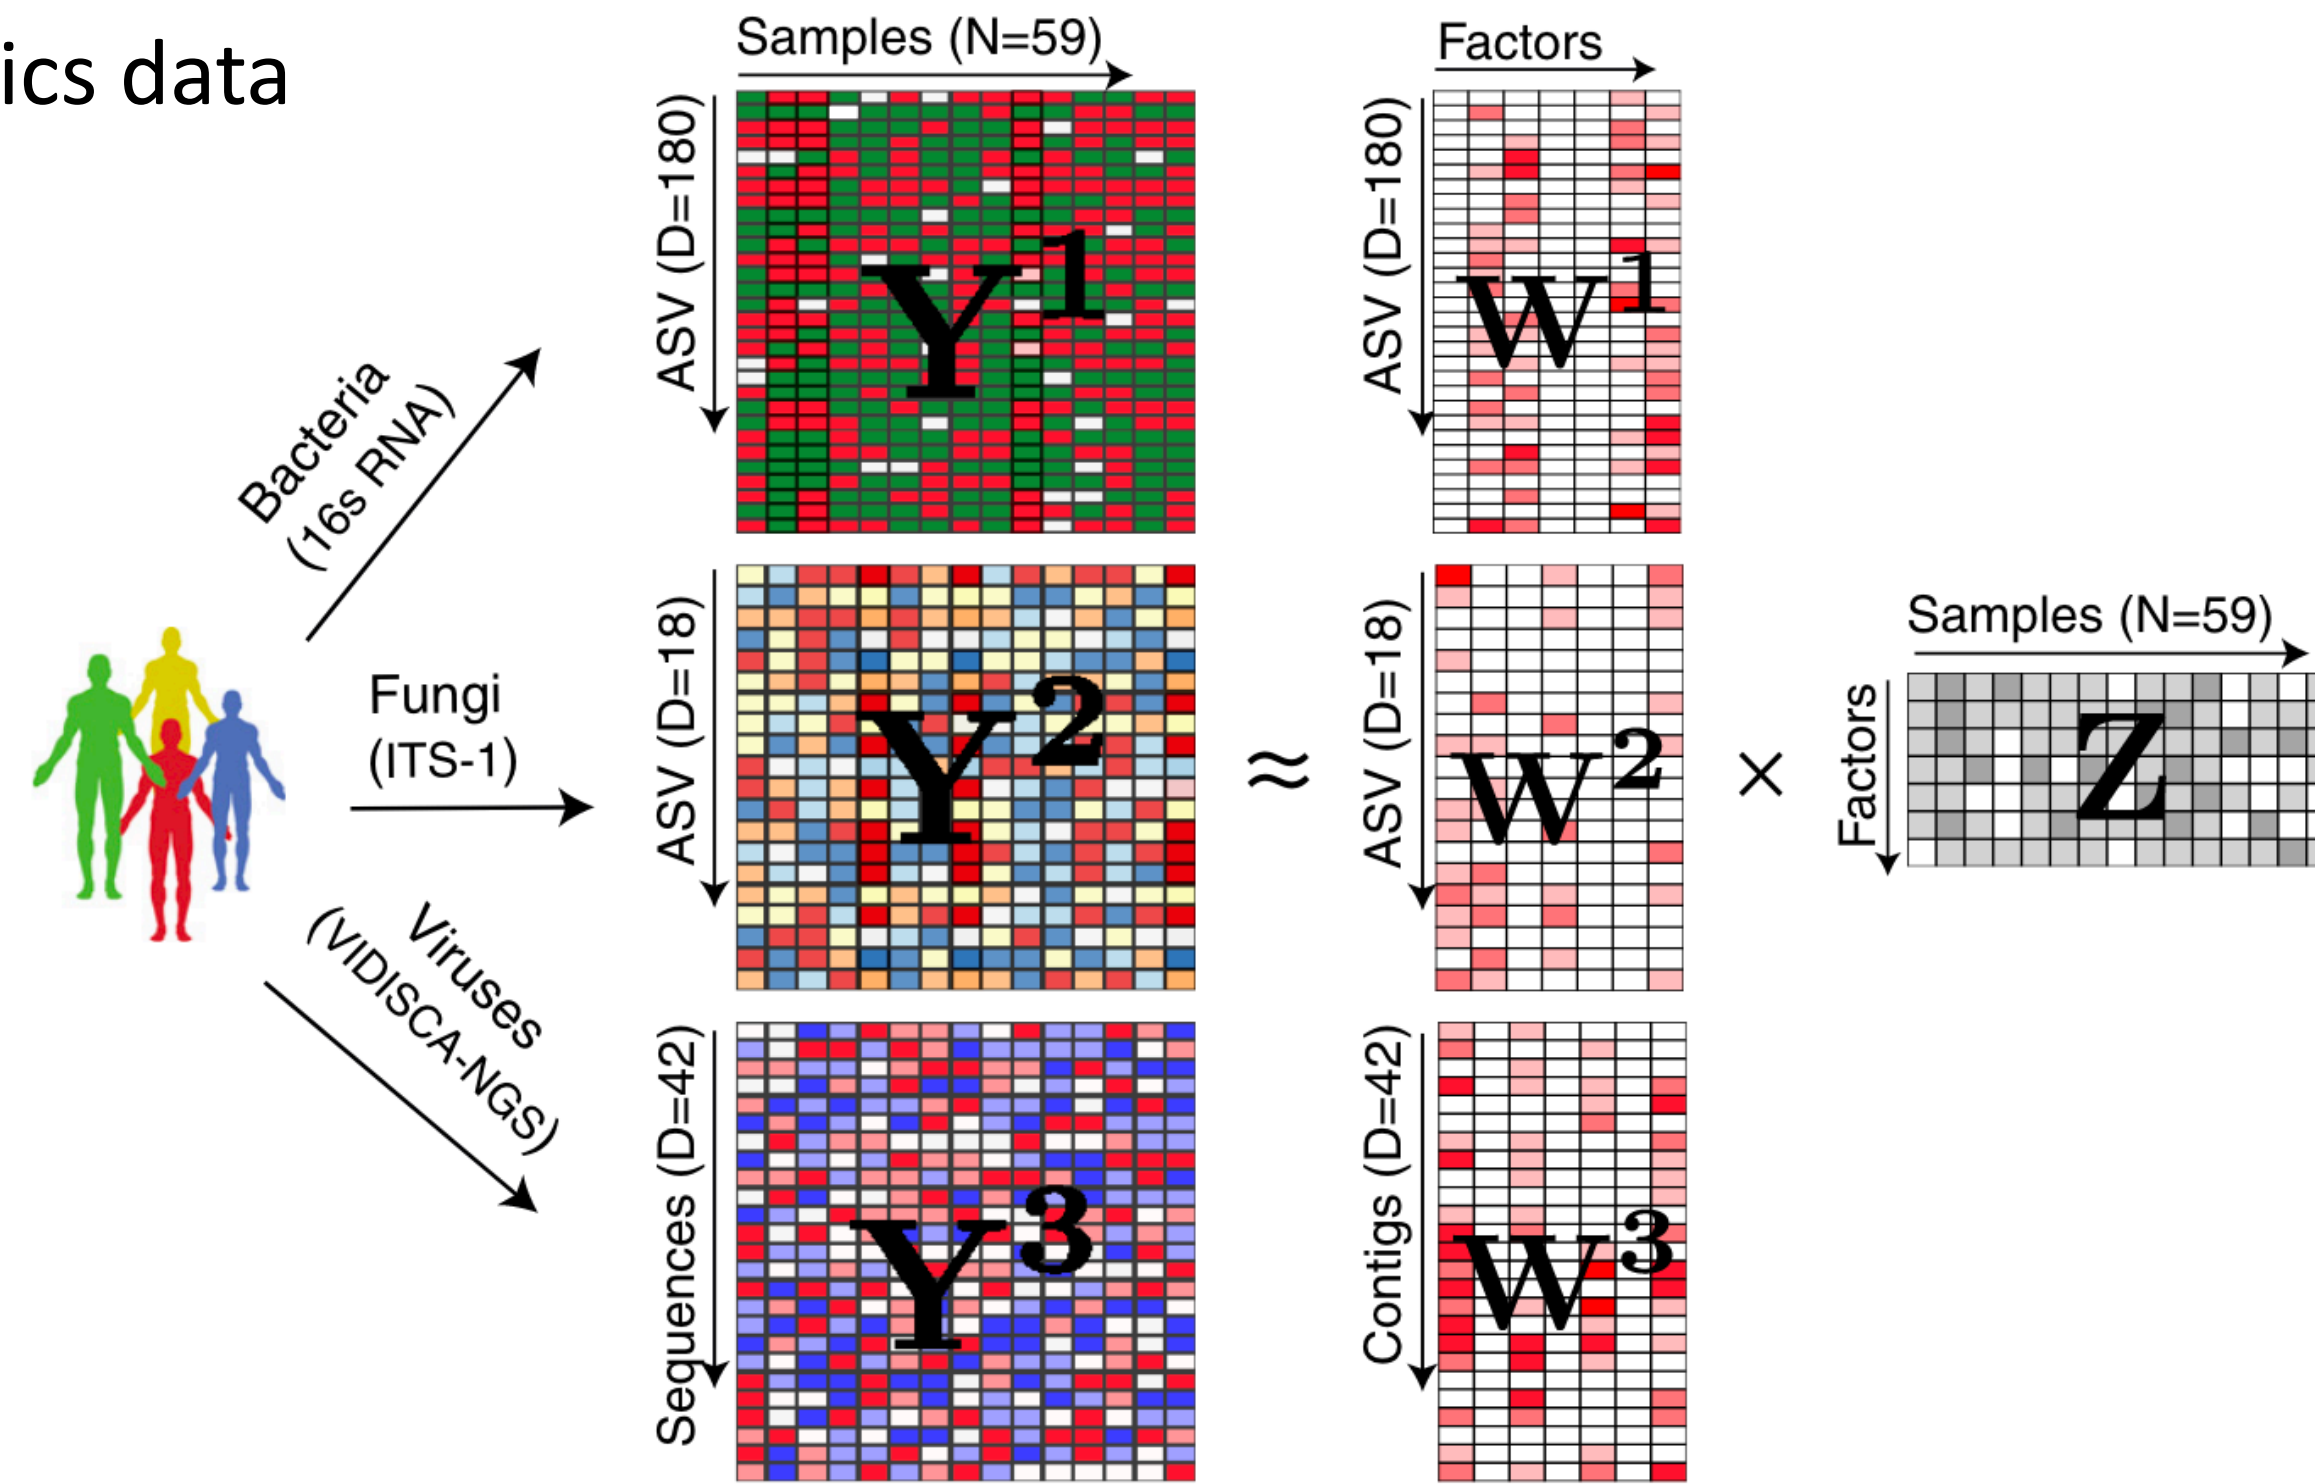 ics data
Samples (N=59)
Factors
ASV (D=180)
Y1
ASV (D=180)
W1
Bacteria
(16s RNA)
Fungi
(ITS-1)
ASV (D=18)
Y2
≈
ASV (D=18)
W2
×
Samples (N=59)
Factors
Z
Viruses
(VIDISCA-NGS)
Sequences (D=42)
Y3
Contigs (D=42)
W3